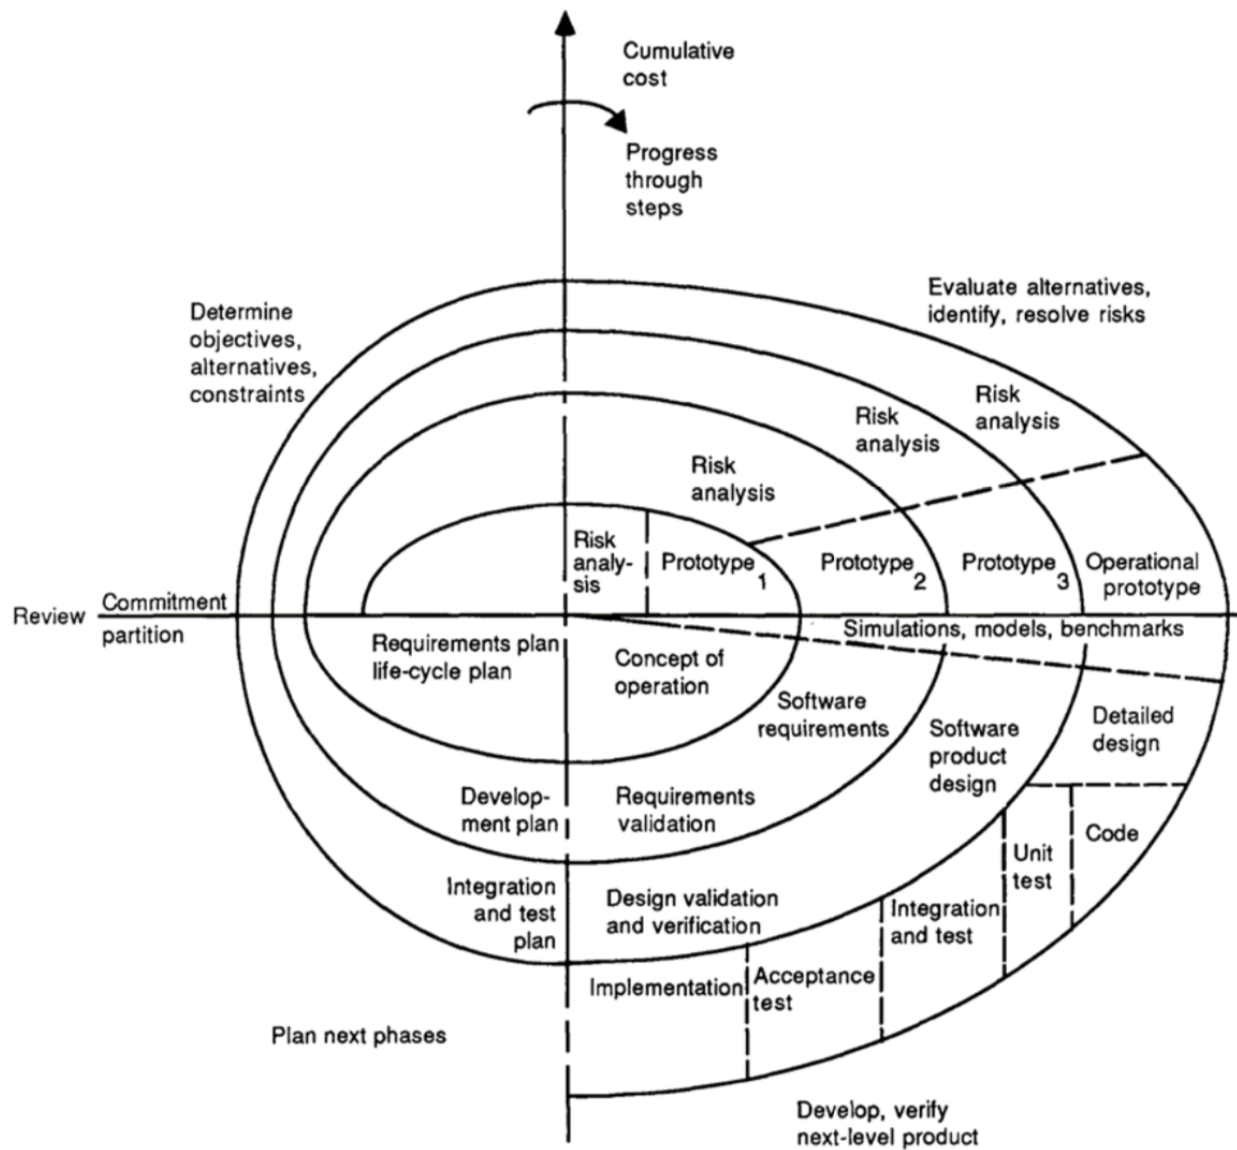 Cumulative
cost
Progress
through
steps
Evaluate alternatives,
identify, resolve risks
Determine
objectives,
alternatives,
constraints
Risk
analysis
Risk
analysis
Risk
analysis
Risk
analy-
sis
Prototype 1
Prototype 2
Prototype 3
Operational
prototype
Review
Commitment
partition
Simulations, models, benchmarks
Requirements plan
life-cycle plan
Concept of
operation
Software
requirements
Software
product
design
Detailed
design
Develop-
ment plan
Requirements
validation
Code
Unit
test
Integration
and test
plan
Design validation
and verification
Integration
and test
Implementation
Acceptance
test
Plan next phases
Develop, verify
next-level product